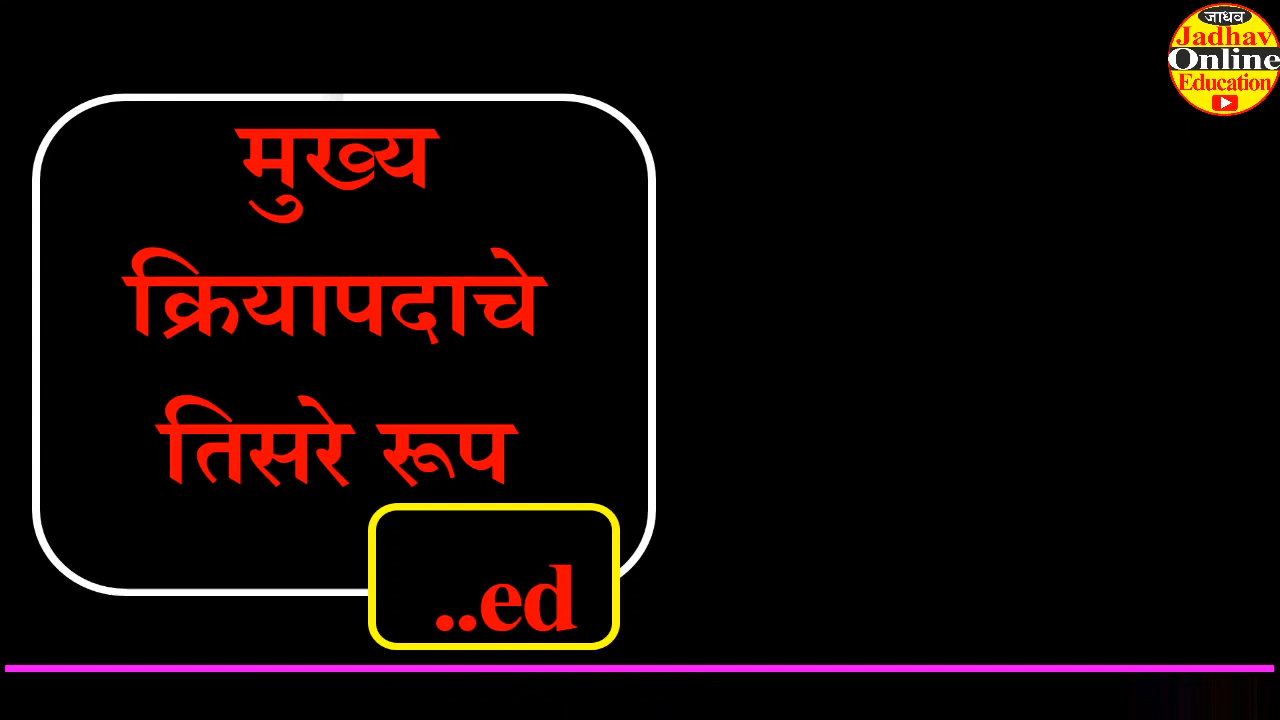 जाधव
Jadhav
Online
Education
मुख्य
क्रियापदाचे
तिसरे रूप
..ed